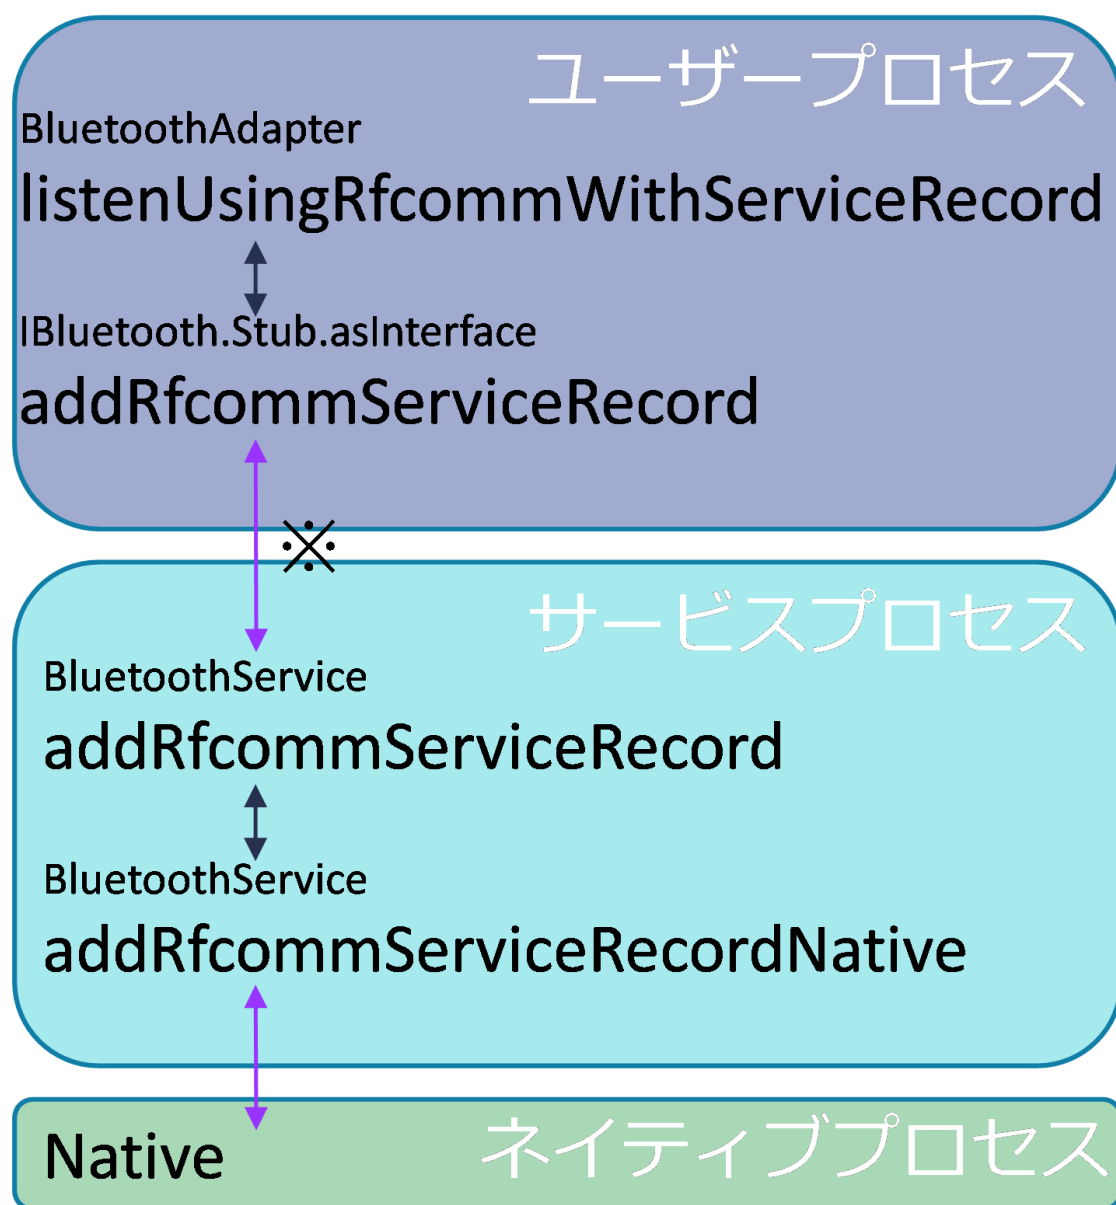 ユーザープロセス
BluetoothAdapter
listenUsingRfcommWithServiceRecord
IBluetooth.Stub.asInterface
addRfcommServiceRecord
※
サービスプロセス
BluetoothService
addRfcommServiceRecord
BluetoothService
addRfcommServiceRecordNative
ネイティブプロセス
Native